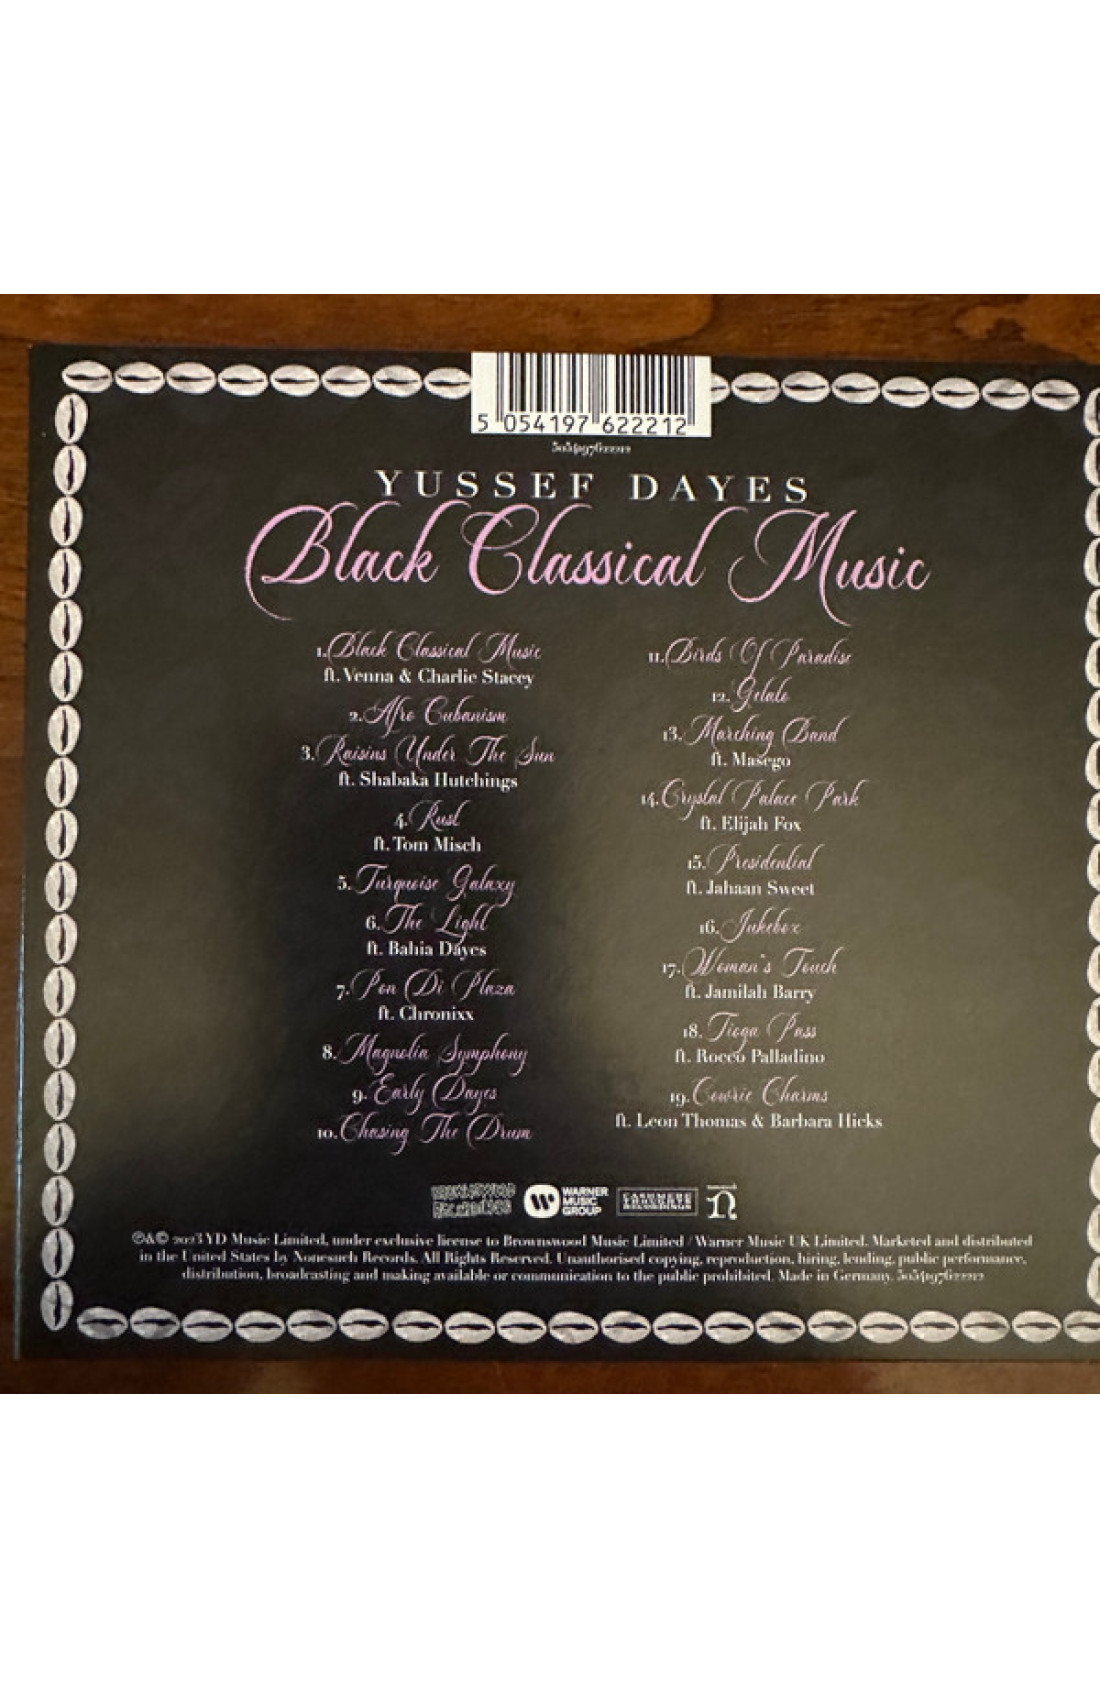 5 054197 622212
5054197622212
YUSSEF DAYES
Black Classical Music
1. Black Classical Music
ft. Venna & Charlie Stacey
2. Afro Cubanism
3. Raisins Under The Sun
ft. Shabaka Hutchings
4. Rust
ft. Tom Misch
5. Turquoise Galaxy
6. The Light
ft. Bahia Dayes
7. Pon Di Plaza
ft. Chronixx
8. Magnolia Symphony
9. Early Dayes
10. Chasing The Drum
11. Birds Of Paradise
12. Gelato
13. Marching Band
ft. Masego
14. Crystal Palace Park
ft. Elijah Fox
15. Presidential
ft. Jahaan Sweet
16. Jukebox
17. Woman's Touch
ft. Jamilah Barry
18. Tioga Pass
ft. Rocco Palladino
19. Cowrie Charms
ft. Leon Thomas & Barbara Hicks
BROWNSWOOD
RECORDINGS
WARNER
MUSIC
GROUP
CASHMERE
THOUGHTS
RECORDINGS
℗&© 2023 YD Music Limited, under exclusive license to Brownswood Music Limited / Warner Music UK Limited. Marketed and distributed
in the United States by Nonesuch Records. All Rights Reserved. Unauthorised copying, reproduction, hiring, lending, public performance,
distribution, broadcasting and making available or communication to the public prohibited. Made in Germany. 5054197622212